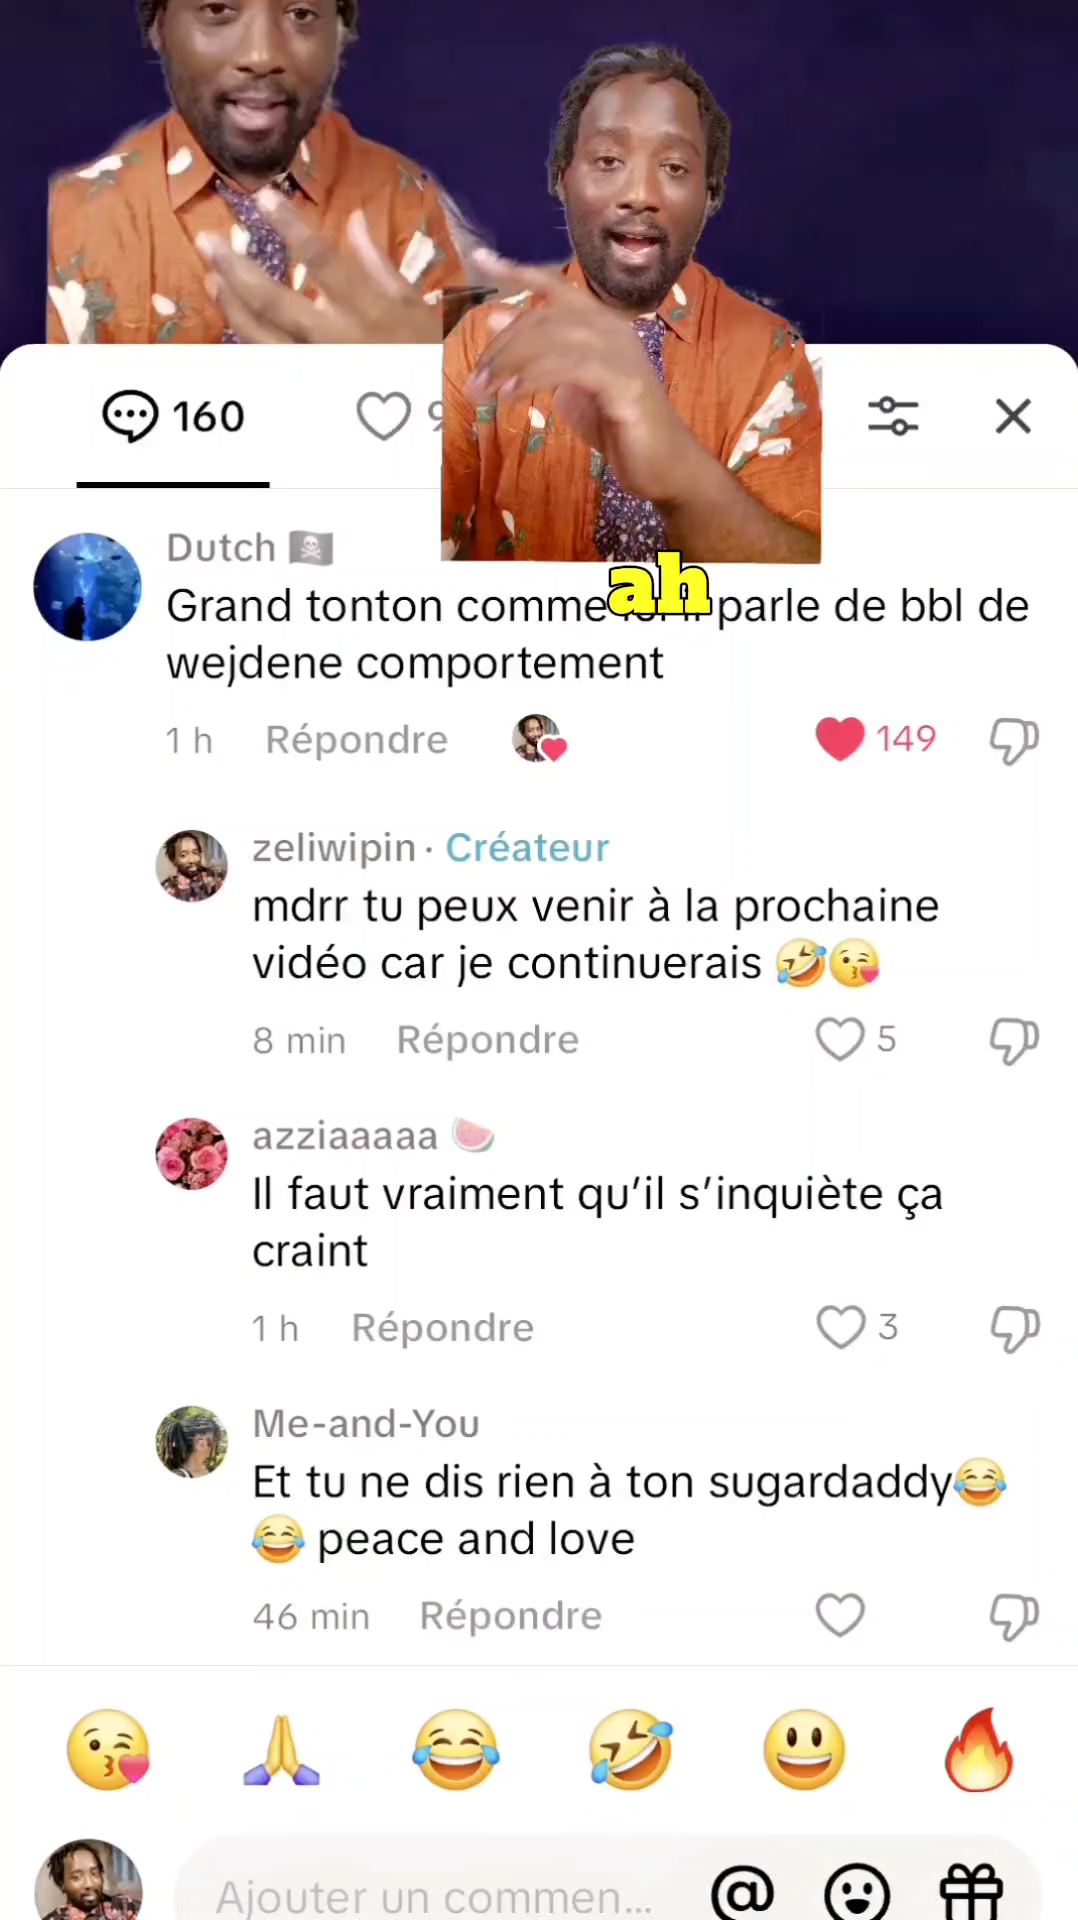 160
Dutch
ah
Grand tonton comme parle de bbl de
wejdene comportement
1 h Répondre 149
zeliwipin · Créateur
mdrr tu peux venir à la prochaine
vidéo car je continuerais 🤣😘
8 min Répondre 5
azziaaaaa 🍉
Il faut vraiment qu’il s’inquiète ça
craint
1 h Répondre 3
Me-and-You
Et tu ne dis rien à ton sugardaddy😂
😂 peace and love
46 min Répondre
Ajouter un commen...